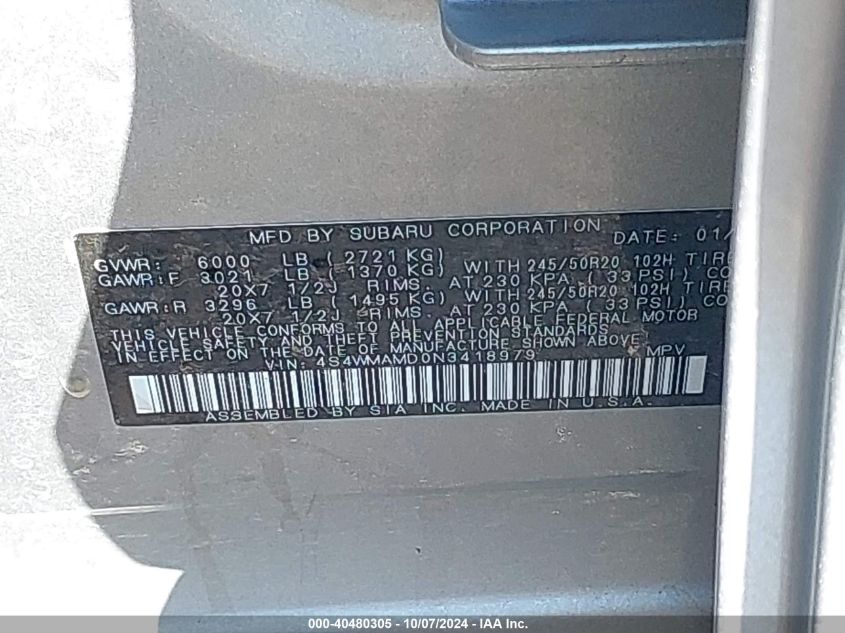 MFD BY SUBARU CORPORATION DATE: 01/
GVWR: 6000 LB ( 2721 KG)
GAWR:F 3021 LB ( 1370 KG) WITH 245/50R20 102H TIRE
20X7 1/2J RIMS. AT 230 KPA ( 33 PSI) CO
GAWR:R 3296 LB ( 1495 KG) WITH 245/50R20 102H TIRE
20X7 1/2J RIMS. AT 230 KPA ( 33 PSI) CO
THIS VEHICLE CONFORMS TO ALL APPLICABLE FEDERAL MOTOR
VEHICLE SAFETY AND THEFT PREVENTION STANDARDS
IN EFFECT ON THE DATE OF MANUFACTURE SHOWN ABOVE.
VIN: 4S4WMAMD0N3418979 MPV
ASSEMBLED BY SIA INC. MADE IN U.S.A.
000-40480305 - 10/07/2024 - IAA Inc.